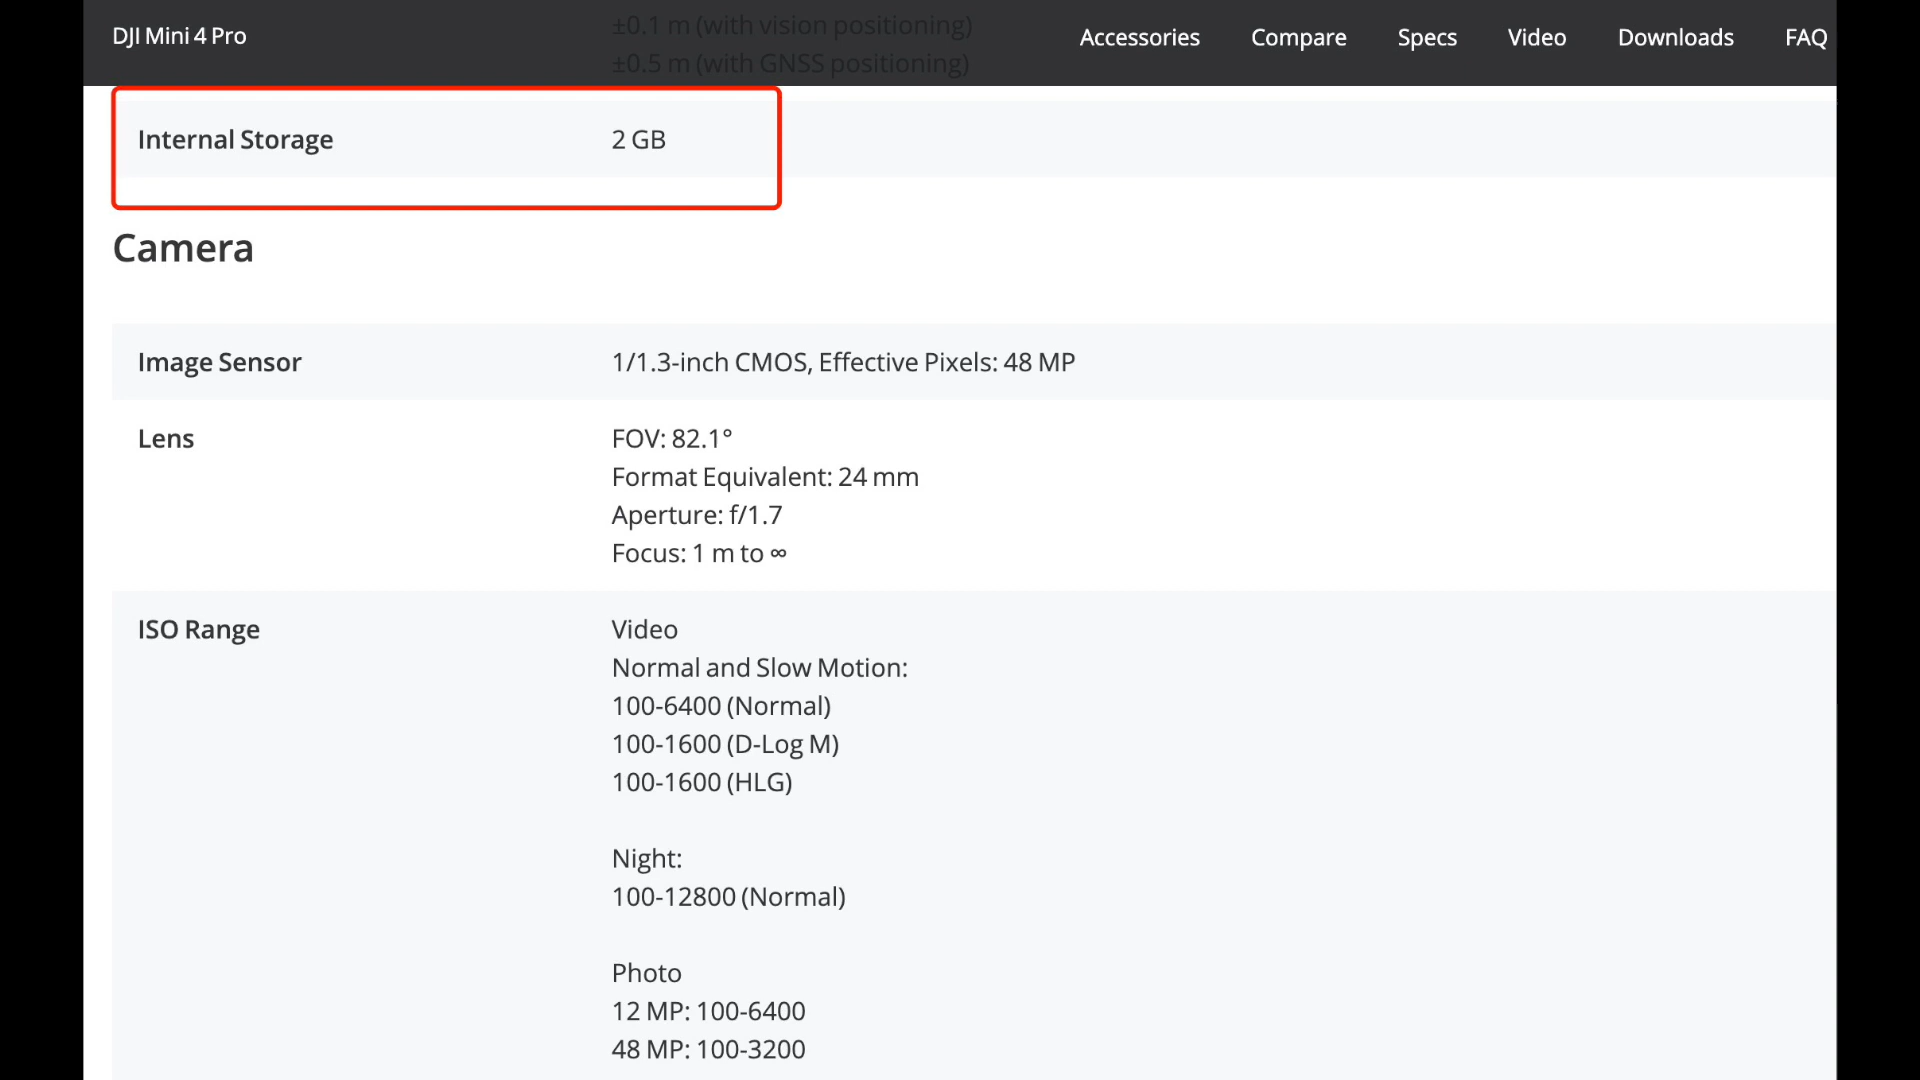 DJI Mini 4 Pro
±0.1 m (with vision positioning)
±0.5 m (with GNSS positioning)
Accessories Compare Specs Video Downloads FAQ
Internal Storage 2 GB
Camera
Image Sensor 1/1.3-inch CMOS, Effective Pixels: 48 MP
Lens FOV: 82.1°
Format Equivalent: 24 mm
Aperture: f/1.7
Focus: 1 m to ∞
ISO Range Video
Normal and Slow Motion:
100-6400 (Normal)
100-1600 (D-Log M)
100-1600 (HLG)
Night:
100-12800 (Normal)
Photo
12 MP: 100-6400
48 MP: 100-3200